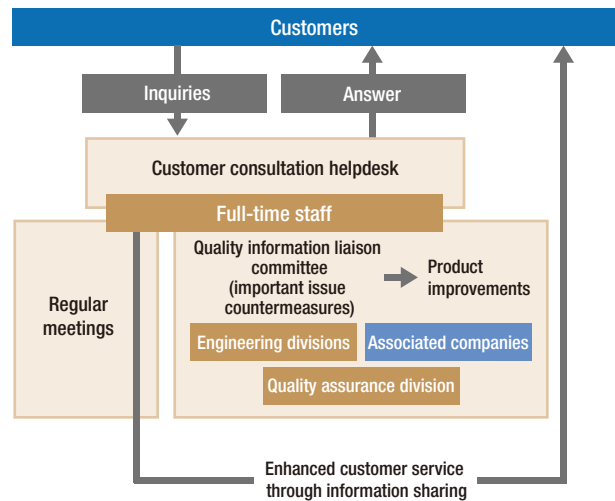 Customers
Inquiries
Answer
Customer consultation helpdesk
Full-time staff
Regular
meetings
Quality information liaison
committee
(important issue
countermeasures)
Product
improvements
Engineering divisions
Associated companies
Quality assurance division
Enhanced customer service
through information sharing